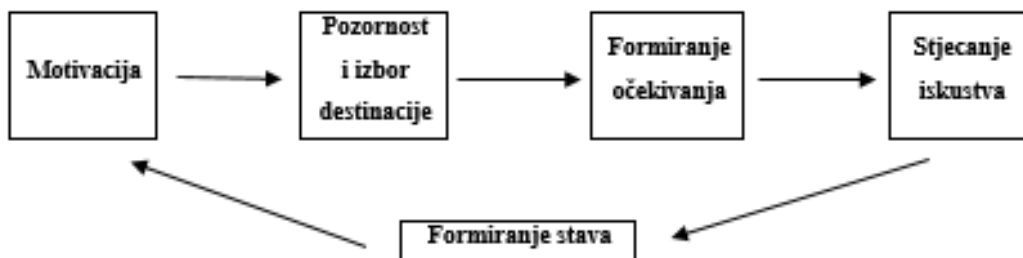 Motivacija
Pozornost
i izbor
destinacije
Formiranje
očekivanja
Stjecanje
iskustva
Formiranje stava